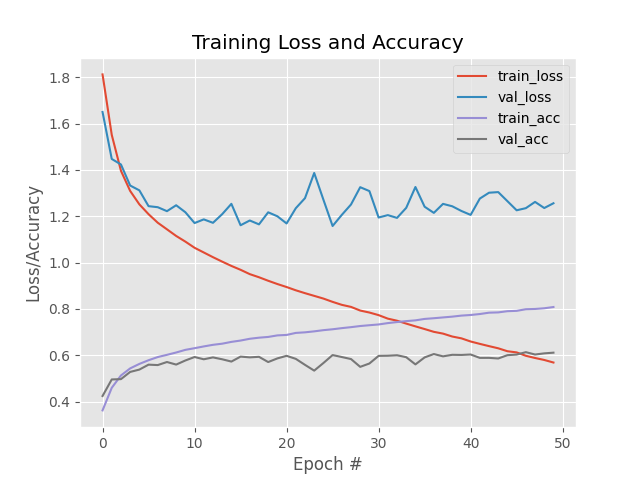 Training Loss and Accuracy
train_loss
val_loss
train_acc
val_acc
1.8
1.6
1.4
1.2
1.0
0.8
0.6
0.4
Loss/Accuracy
0 10 20 30 40 50
Epoch #